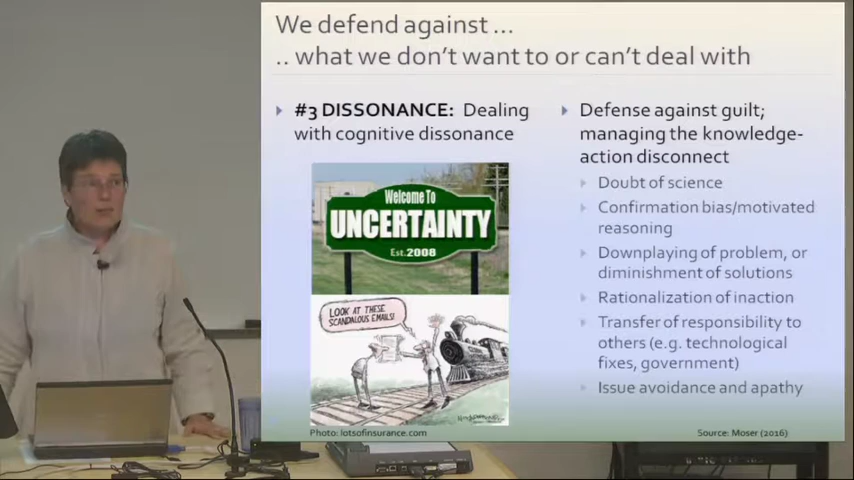 We defend against ...
.. what we don't want to or can't deal with
#3 DISSONANCE: Dealing
with cognitive dissonance
Welcome To
UNCERTAINTY
Est. 2008
LOOK AT THESE
SCANDALOUS EMAILS!
Photo: lotsofinsurance.com
Defense against guilt;
managing the knowledge-
action disconnect
Doubt of science
Confirmation bias/motivated
reasoning
Downplaying of problem, or
diminishment of solutions
Rationalization of inaction
Transfer of responsibility to
others (e.g. technological
fixes, government)
Issue avoidance and apathy
Source: Moser (2016)